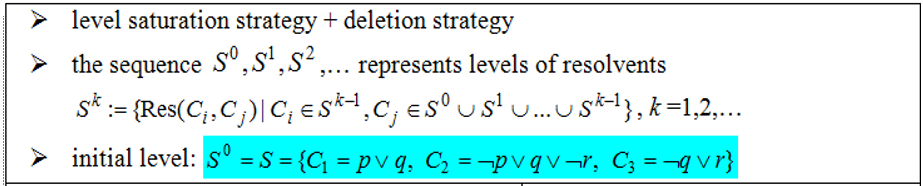 ➤ level saturation strategy + deletion strategy
➤ the sequence S⁰,S¹,S²,… represents levels of resolvents
Sᵏ := {Res(Cᵢ,Cⱼ) | Cᵢ ∈ Sᵏ⁻¹, Cⱼ ∈ S⁰ ∪ S¹ ∪ ... ∪ Sᵏ⁻¹}, k =1,2,…
➤ initial level: S⁰ = S = {C₁ = p ∨ q, C₂ = ¬p ∨ q ∨ ¬r, C₃ = ¬q ∨ r}